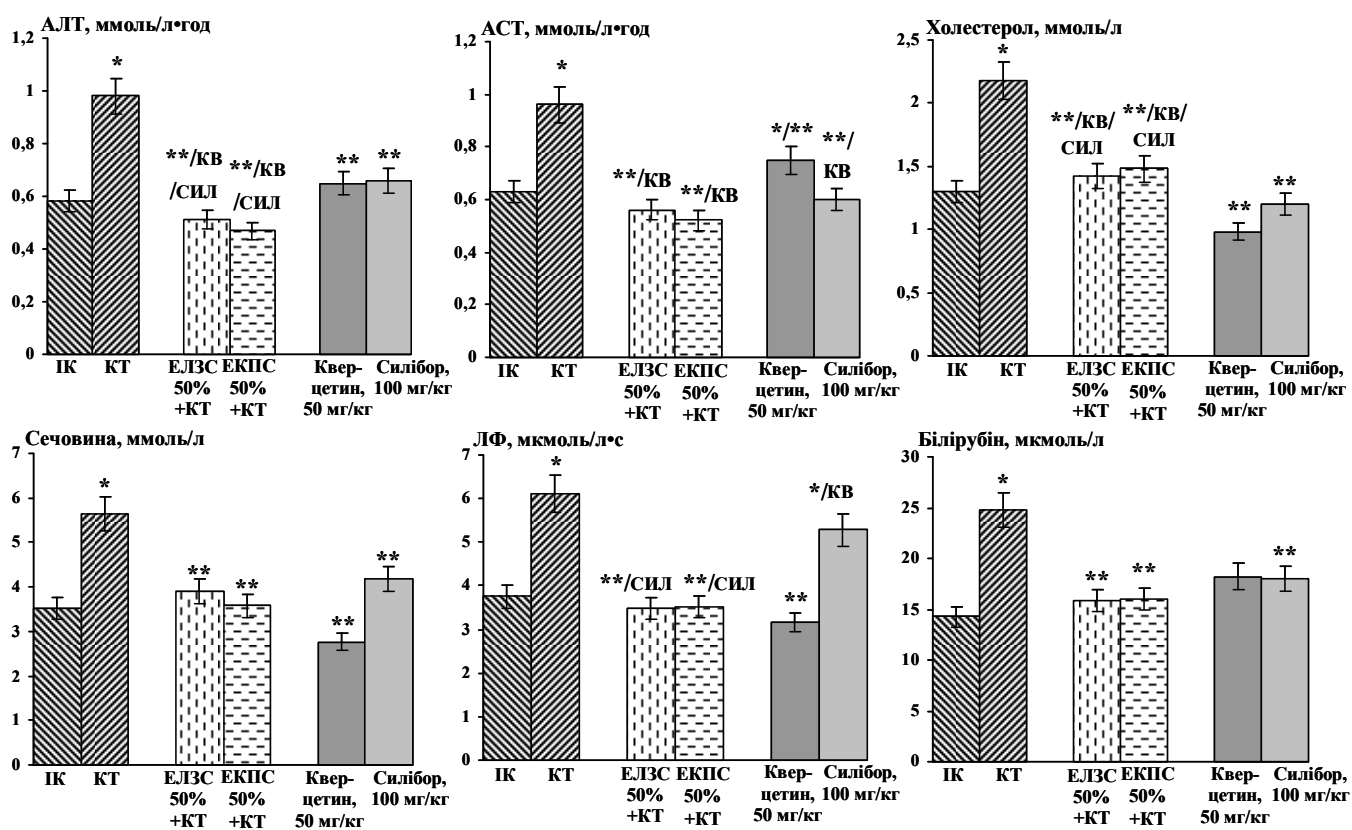 АЛТ, ммоль/л•год
1,2
1
0,8
0,6
0,4
0,2
0
*
**/КВ
/СИЛ
**/КВ
/СИЛ
**
**
ІК
КТ
ЕЛЗС
50%
+КТ
ЕКПС
50%
+КТ
Квер-
цетин,
50 мг/кг
Силібор,
100 мг/кг
АСТ, ммоль/л•год
1,2
1
0,8
0,6
0,4
0,2
0
*
**/КВ
**/КВ
*/**
**/
КВ
ІК
КТ
ЕЛЗС
50%
+КТ
ЕКПС
50%
+КТ
Квер-
цетин,
50 мг/кг
Силібор,
100 мг/кг
Холестерол, ммоль/л
2,5
2
1,5
1
0,5
0
*
**/КВ/
СИЛ
**/КВ/
СИЛ
**
**
ІК
КТ
ЕЛЗС
50%
+КТ
ЕКПС
50%
+КТ
Квер-
цетин,
50 мг/кг
Силібор,
100 мг/кг
Сечовина, ммоль/л
7
6
5
4
3
2
1
0
*
**
**
**
**
ІК
КТ
ЕЛЗС
50%
+КТ
ЕКПС
50%
+КТ
Квер-
цетин,
50 мг/кг
Силібор,
100 мг/кг
ЛФ, мкмоль/л•с
7
6
5
4
3
2
1
0
*
**/СИЛ
**/СИЛ
**
*/КВ
ІК
КТ
ЕЛЗС
50%
+КТ
ЕКПС
50%
+КТ
Квер-
цетин,
50 мг/кг
Силібор,
100 мг/кг
Білірубін, мкмоль/л
30
25
20
15
10
5
0
*
**
**
**
ІК
КТ
ЕЛЗС
50%
+КТ
ЕКПС
50%
+КТ
Квер-
цетин,
50 мг/кг
Силібор,
100 мг/кг